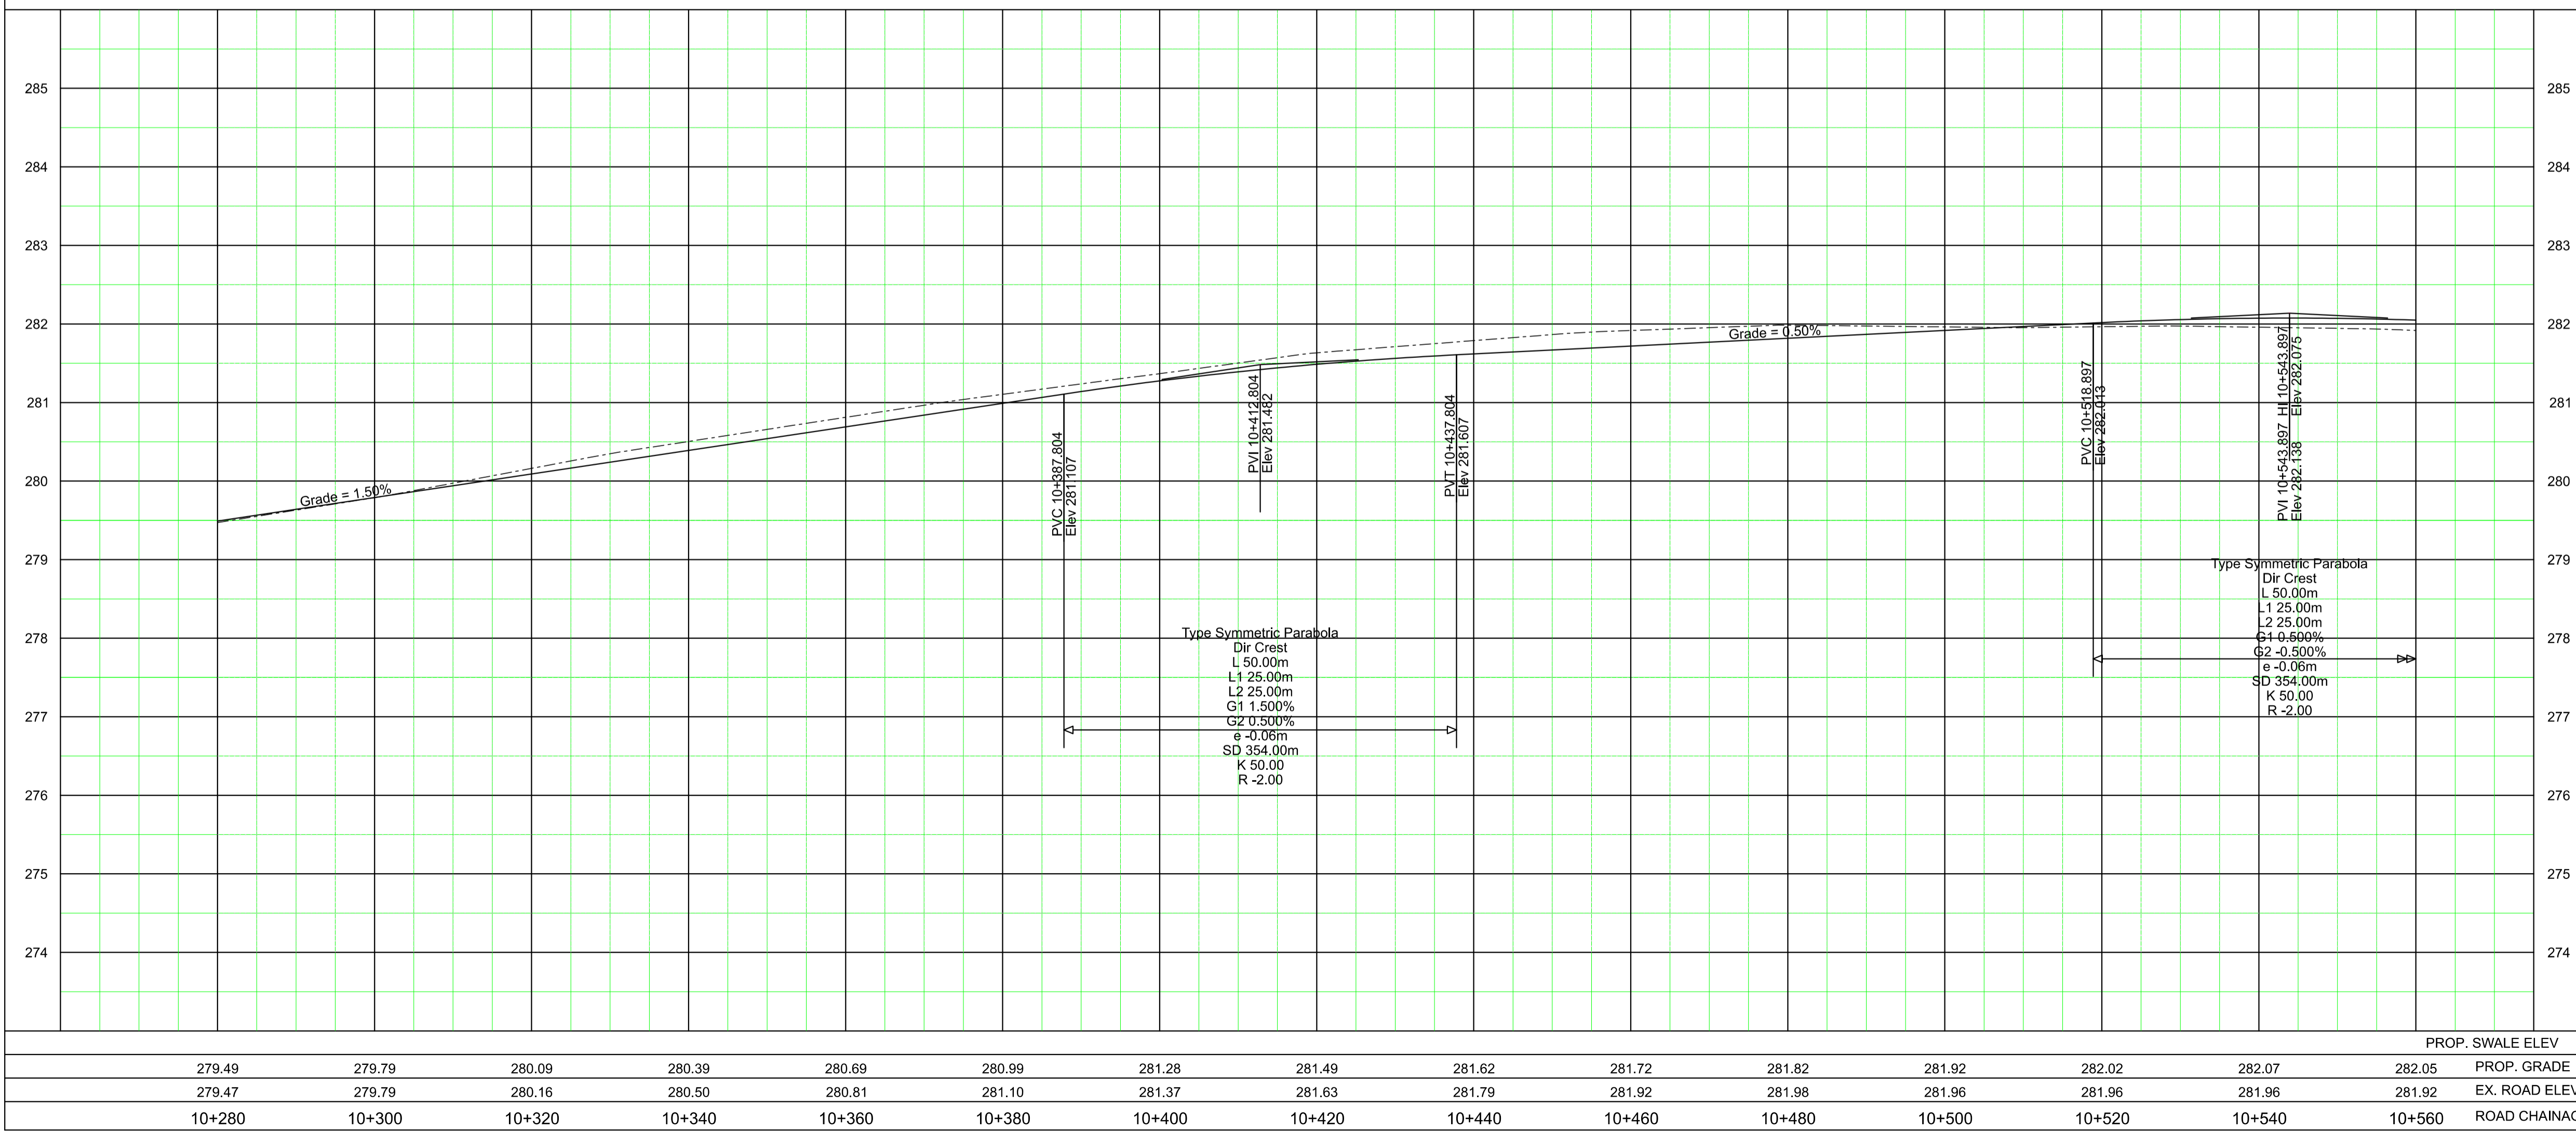 285 285
284 284
283 283
282 282
281 281
280 280
279 279
278 278
277 277
276 276
275 275
274 274
Grade = 1.50%
PVC 10+387.804
Elev 281.107
PVI 10+412.804
Elev 281.482
PVT 10+437.804
Elev 281.607
Grade = 0.50%
PVC 10+518.897
Elev 282.013
PVI 10+543.897 HI 10+543.897
Elev 282.138 Elev 282.075
Type Symmetric Parabola
Dir Crest
L 50.00m
L1 25.00m
L2 25.00m
G1 1.500%
G2 0.500%
e -0.06m
SD 354.00m
K 50.00
R -2.00
Type Symmetric Parabola
Dir Crest
L 50.00m
L1 25.00m
L2 25.00m
G1 0.500%
G2 -0.500%
e -0.06m
SD 354.00m
K 50.00
R -2.00
PROP. SWALE ELEV
279.49 279.79 280.09 280.39 280.69 280.99 281.28 281.49 281.62 281.72 281.82 281.92 282.02 282.07 282.05 PROP. GRADE
279.47 279.79 280.16 280.50 280.81 281.10 281.37 281.63 281.79 281.92 281.98 281.96 281.96 281.96 281.92 EX. ROAD ELEV
10+280 10+300 10+320 10+340 10+360 10+380 10+400 10+420 10+440 10+460 10+480 10+500 10+520 10+540 10+560 ROAD CHAINAG